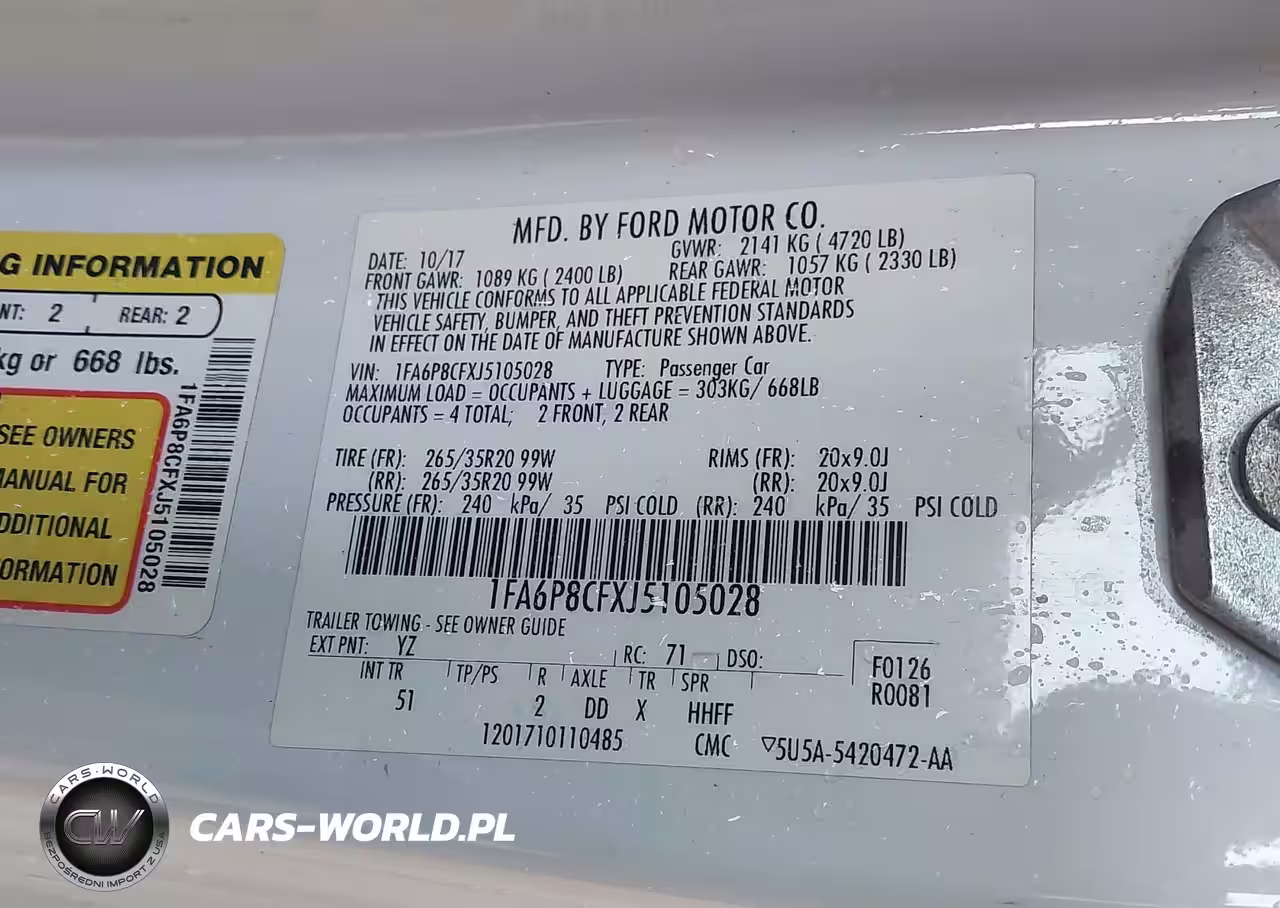 G INFORMATION
NT: 2 REAR: 2
kg or 668 lbs.
SEE OWNERS
MANUAL FOR
ADDITIONAL
ORMATION
1FA6P8CFXJ5105028
MFD. BY FORD MOTOR CO.
DATE: 10/17 GVWR: 2141 KG ( 4720 LB)
FRONT GAWR: 1089 KG ( 2400 LB) REAR GAWR: 1057 KG ( 2330 LB)
THIS VEHICLE CONFORMS TO ALL APPLICABLE FEDERAL MOTOR
VEHICLE SAFETY, BUMPER, AND THEFT PREVENTION STANDARDS
IN EFFECT ON THE DATE OF MANUFACTURE SHOWN ABOVE.
VIN: 1FA6P8CFXJ5105028 TYPE: Passenger Car
MAXIMUM LOAD = OCCUPANTS + LUGGAGE = 303KG/ 668LB
OCCUPANTS = 4 TOTAL; 2 FRONT, 2 REAR
TIRE (FR): 265/35R20 99W RIMS (FR): 20x9.0J
(RR): 265/35R20 99W (RR): 20x9.0J
PRESSURE (FR): 240 kPa/ 35 PSI COLD (RR): 240 kPa/ 35 PSI COLD
1FA6P8CFXJ5105028
TRAILER TOWING - SEE OWNER GUIDE
EXT PNT: YZ RC: 71 DSO:
INT TR TP/PS R AXLE TR SPR
51 2 DD X HHFF
F0126
R0081
1201710110485 CMC ▽5U5A-5420472-AA
CARS-WORLD
CW
BEZPOŚREDNI IMPORT Z USA
CARS-WORLD.PL